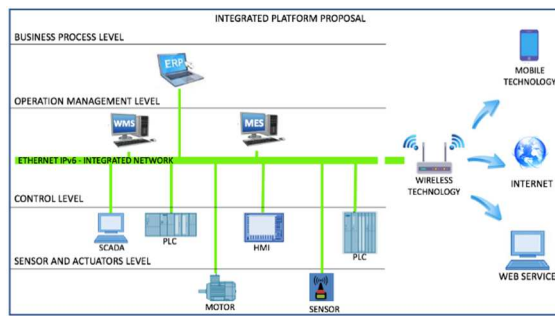 INTEGRATED PLATFORM PROPOSAL
BUSINESS PROCESS LEVEL
ERP
OPERATION MANAGEMENT LEVEL
WMS
MES
ETHERNET IPv6 - INTEGRATED NETWORK
CONTROL LEVEL
SCADA
PLC
HMI
PLC
SENSOR AND ACTUATORS LEVEL
MOTOR
SENSOR
WIRELESS
TECHNOLOGY
MOBILE
TECHNOLOGY
INTERNET
WEB SERVICE